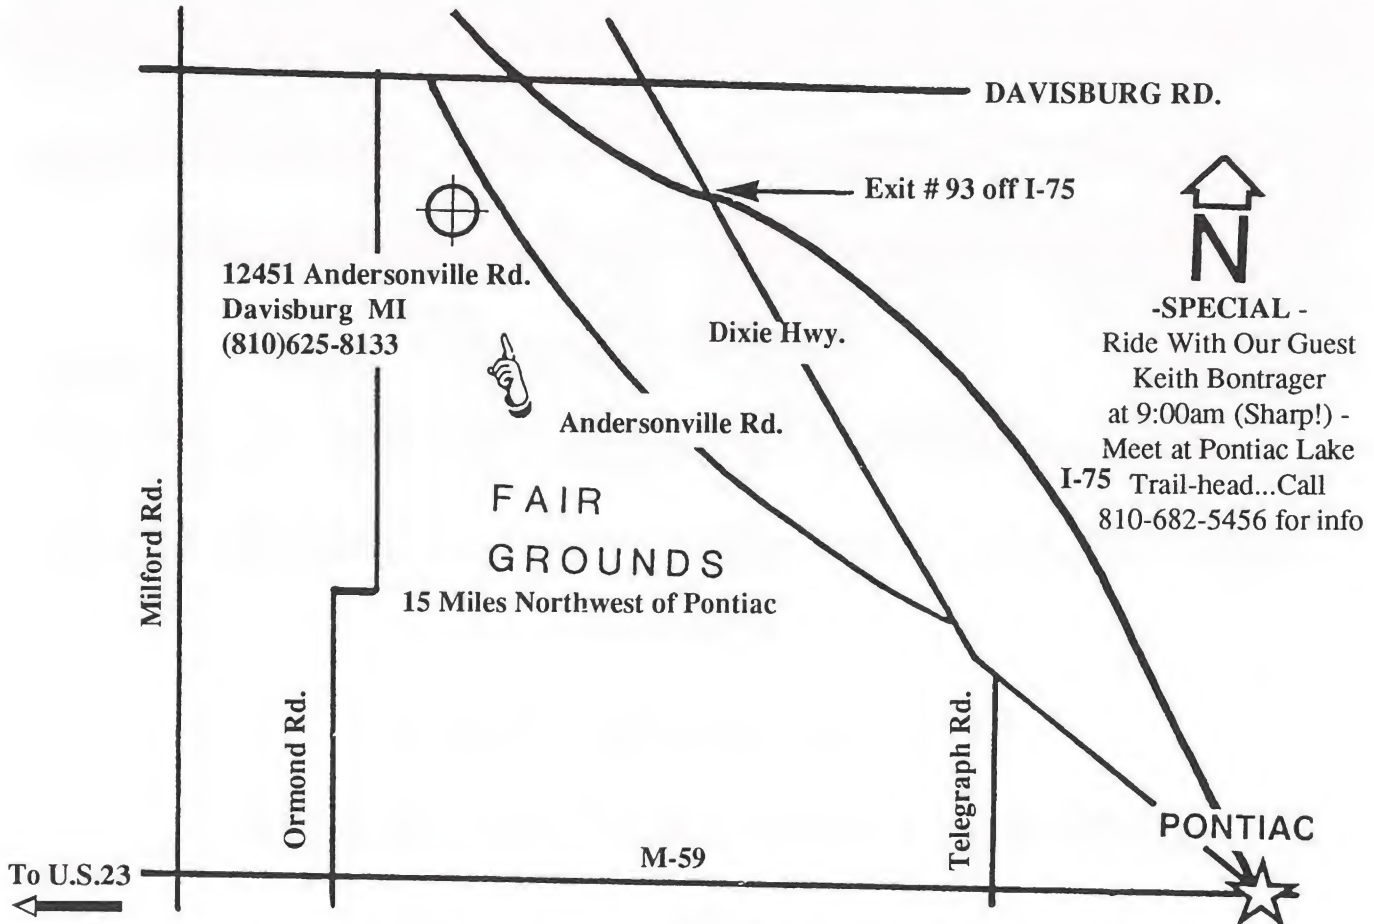 DAVISBURG RD.
Exit # 93 off I-75
N
12451 Andersonville Rd.
Davisburg MI
(810)625-8133
Dixie Hwy.
-SPECIAL -
Ride With Our Guest
Keith Bontrager
at 9:00am (Sharp!) -
Meet at Pontiac Lake
Trail-head...Call
810-682-5456 for info
I-75
Andersonville Rd.
FAIR
GROUNDS
15 Miles Northwest of Pontiac
Milford Rd.
Ormond Rd.
Telegraph Rd.
PONTIAC
M-59
To U.S.23